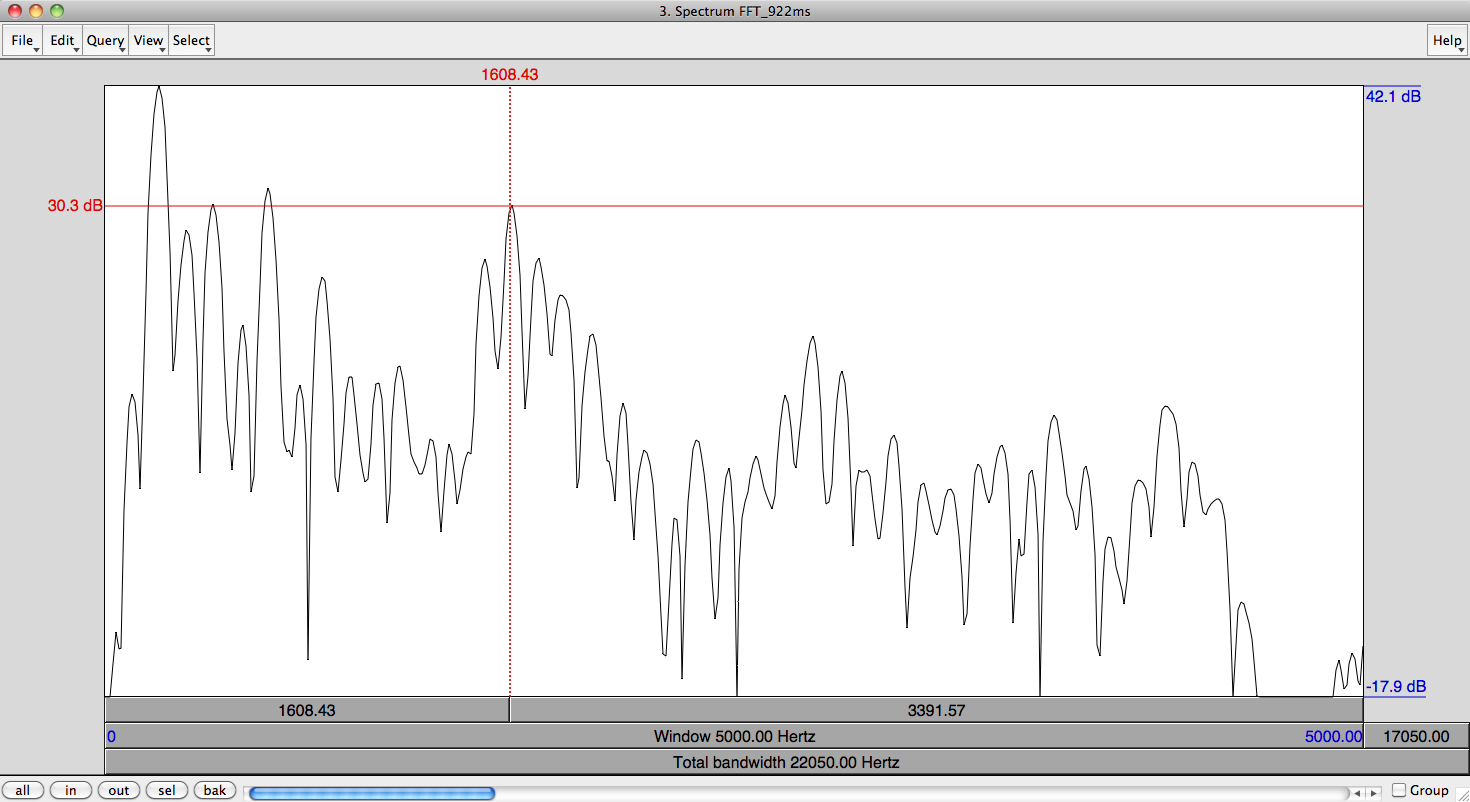 3. Spectrum FFT_922ms
File Edit Query View Select Help
1608.43
42.1 dB
30.3 dB
-17.9 dB
1608.43 3391.57
0 Window 5000.00 Hertz 5000.00 17050.00
Total bandwidth 22050.00 Hertz
all in out sel bak Group